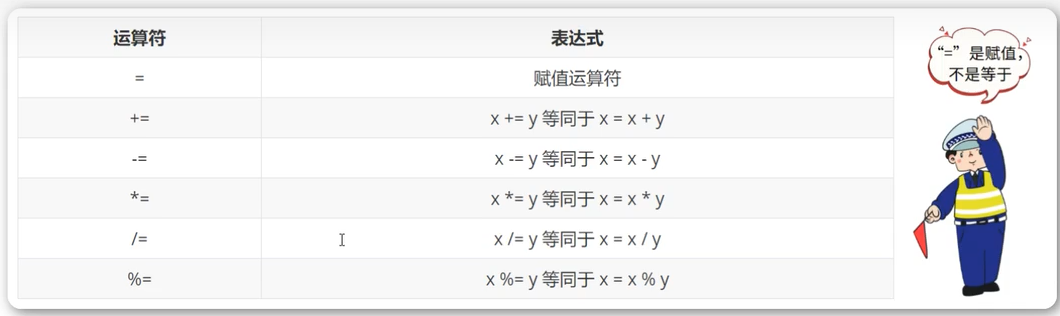 运算符 表达式
= 赋值运算符
+= x += y 等同于 x = x + y
-= x -= y 等同于 x = x - y
*= x *= y 等同于 x = x * y
/= x /= y 等同于 x = x / y
%= x %= y 等同于 x = x % y
“=”是赋值，
不是等于